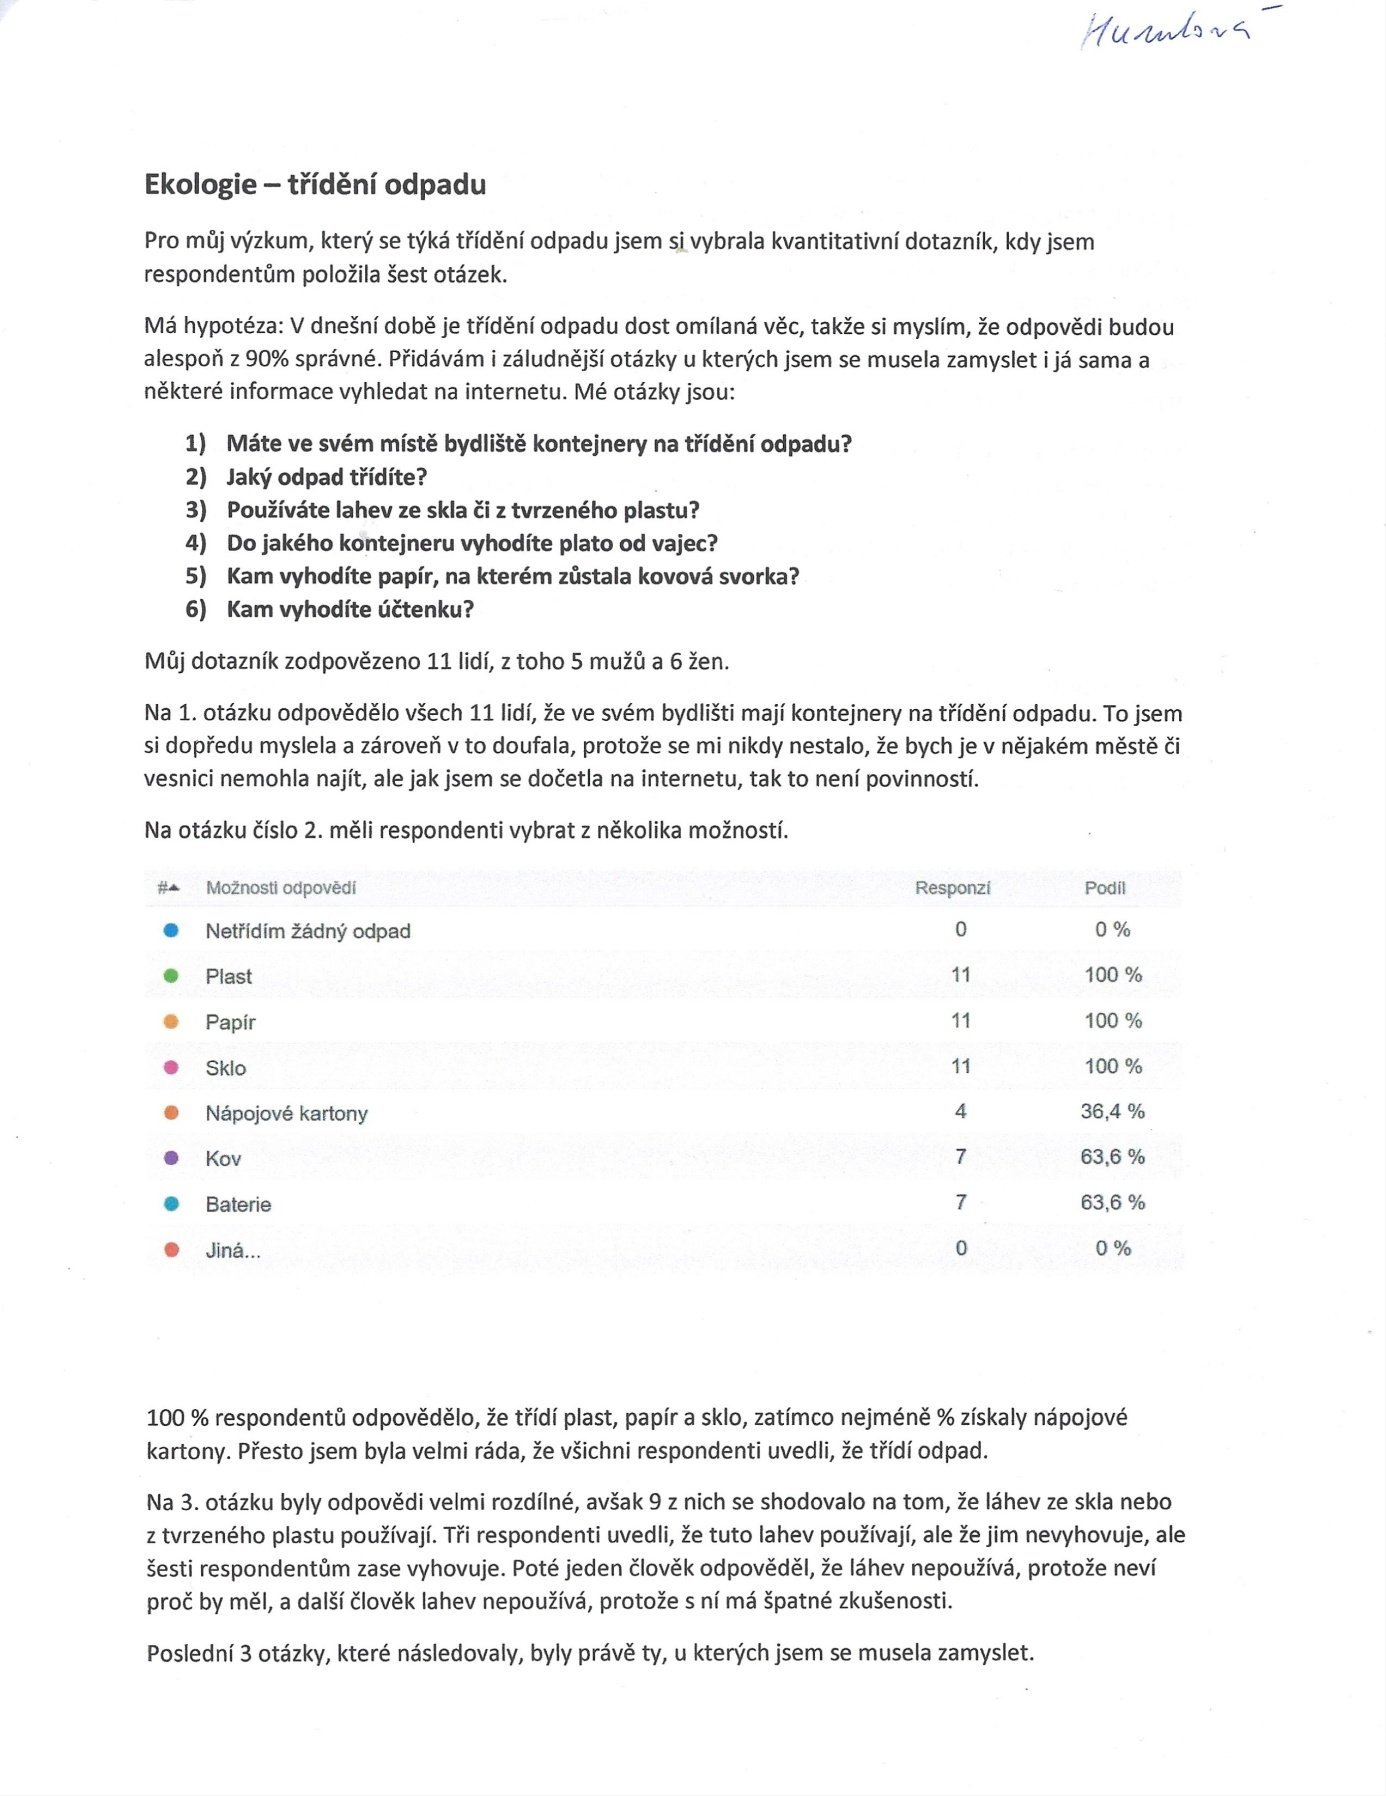 Ekologie – třídění odpadu
Pro můj výzkum, který se týká třídění odpadu jsem si vybrala kvantitativní dotazník, kdy jsem
respondentům položila šest otázek.
Má hypotéza: V dnešní době je třídění odpadu dost omílaná věc, takže si myslím, že odpovědi budou
alespoň z 90% správné. Přidávám i záludnější otázky u kterých jsem se musela zamyslet i já sama a
některé informace vyhledat na internetu. Mé otázky jsou:
1) Máte ve svém místě bydliště kontejnery na třídění odpadu?
2) Jaký odpad třídíte?
3) Používáte lahev ze skla či z tvrzeného plastu?
4) Do jakého kontejneru vyhodíte plato od vajec?
5) Kam vyhodíte papír, na kterém zůstala kovová svorka?
6) Kam vyhodíte účtenku?
Můj dotazník zodpovězeno 11 lidí, z toho 5 mužů a 6 žen.
Na 1. otázku odpovědělo všech 11 lidí, že ve svém bydlišti mají kontejnery na třídění odpadu. To jsem
si dopředu myslela a zároveň v to doufala, protože se mi nikdy nestalo, že bych je v nějakém městě či
vesnici nemohla najít, ale jak jsem se dočetla na internetu, tak to není povinností.
Na otázku číslo 2. měli respondenti vybrat z několika možností.
# Možnosti odpovědí Responzí Podíl
Netřídím žádný odpad 0 0 %
Plast 11 100 %
Papír 11 100 %
Sklo 11 100 %
Nápojové kartony 4 36,4 %
Kov 7 63,6 %
Baterie 7 63,6 %
Jiná... 0 0 %
100 % respondentů odpovědělo, že třídí plast, papír a sklo, zatímco nejméně % získaly nápojové
kartony. Přesto jsem byla velmi ráda, že všichni respondenti uvedli, že třídí odpad.
Na 3. otázku byly odpovědi velmi rozdílné, avšak 9 z nich se shodovalo na tom, že láhev ze skla nebo
z tvrzeného plastu používají. Tři respondenti uvedli, že tuto lahev používají, ale že jim nevyhovuje, ale
šesti respondentům zase vyhovuje. Poté jeden člověk odpověděl, že láhev nepoužívá, protože neví
proč by měl, a další člověk lahev nepoužívá, protože s ní má špatné zkušenosti.
Poslední 3 otázky, které následovaly, byly právě ty, u kterých jsem se musela zamyslet.